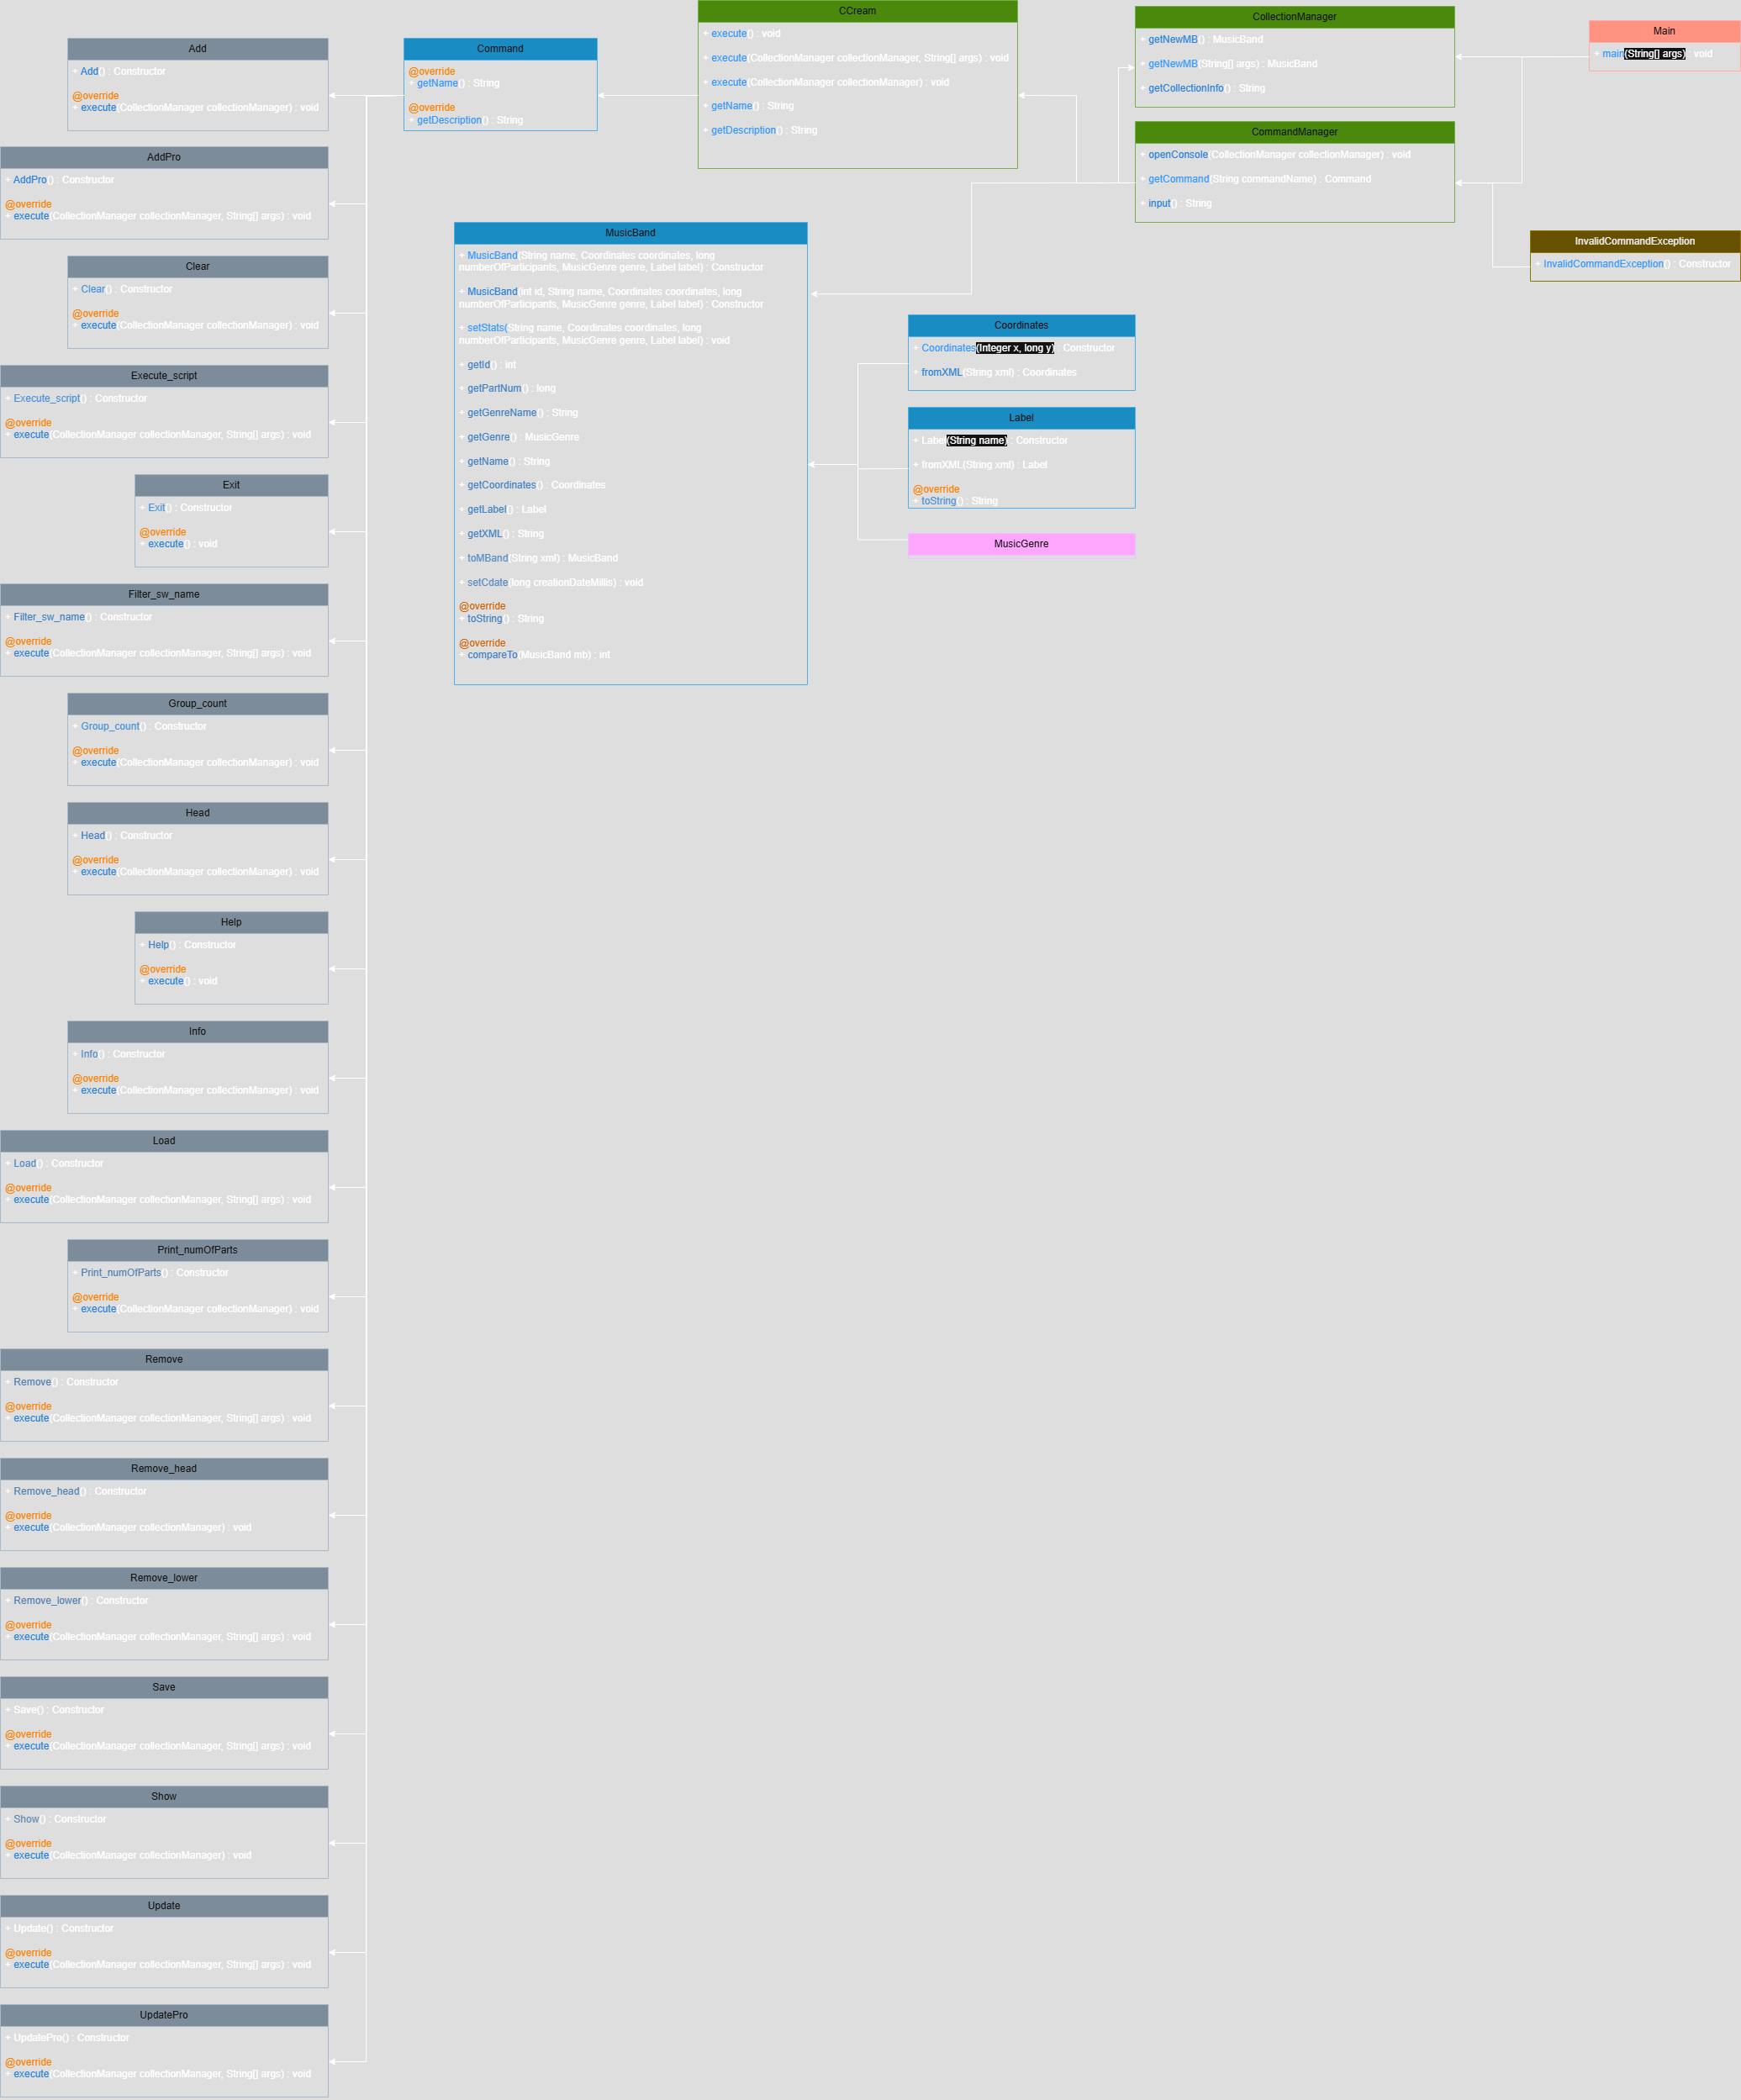 CCream
+ execute() : void
+ execute(CollectionManager collectionManager, String[] args) : void
+ execute(CollectionManager collectionManager) : void
+ getName() : String
+ getDescription() : String
CollectionManager
+ getNewMB() : MusicBand
+ getNewMB(String[] args) : MusicBand
+ getCollectionInfo() : String
Main
+ main(String[] args) : void
Add
+ Add() : Constructor
@override
+ execute(CollectionManager collectionManager) : void
Command
@override
+ getName() : String
@override
+ getDescription() : String
CommandManager
+ openConsole(CollectionManager collectionManager) : void
+ getCommand(String commandName) : Command
+ input() : String
InvalidCommandException
+ InvalidCommandException() : Constructor
AddPro
+ AddPro() : Constructor
@override
+ execute(CollectionManager collectionManager, String[] args) : void
MusicBand
+ MusicBand(String name, Coordinates coordinates, long
numberOfParticipants, MusicGenre genre, Label label) : Constructor
+ MusicBand(int id, String name, Coordinates coordinates, long
numberOfParticipants, MusicGenre genre, Label label) : Constructor
+ setStats(String name, Coordinates coordinates, long
numberOfParticipants, MusicGenre genre, Label label) : void
+ getId() : int
+ getPartNum() : long
+ getGenreName() : String
+ getGenre() : MusicGenre
+ getName() : String
+ getCoordinates() : Coordinates
+ getLabel() : Label
+ getXML() : String
+ toMBand(String xml) : MusicBand
+ setCdate(long creationDateMillis) : void
@override
+ toString() : String
@override
+ compareTo(MusicBand mb) : int
Coordinates
+ Coordinates(Integer x, long y) : Constructor
+ fromXML(String xml) : Coordinates
Label
+ Label(String name) : Constructor
+ fromXML(String xml) : Label
@override
+ toString() : String
MusicGenre
Clear
+ Clear() : Constructor
@override
+ execute(CollectionManager collectionManager) : void
Execute_script
+ Execute_script() : Constructor
@override
+ execute(CollectionManager collectionManager, String[] args) : void
Exit
+ Exit() : Constructor
@override
+ execute() : void
Filter_sw_name
+ Filter_sw_name() : Constructor
@override
+ execute(CollectionManager collectionManager, String[] args) : void
Group_count
+ Group_count() : Constructor
@override
+ execute(CollectionManager collectionManager) : void
Head
+ Head() : Constructor
@override
+ execute(CollectionManager collectionManager) : void
Help
+ Help() : Constructor
@override
+ execute() : void
Info
+ Info() : Constructor
@override
+ execute(CollectionManager collectionManager) : void
Load
+ Load() : Constructor
@override
+ execute(CollectionManager collectionManager, String[] args) : void
Print_numOfParts
+ Print_numOfParts() : Constructor
@override
+ execute(CollectionManager collectionManager) : void
Remove
+ Remove() : Constructor
@override
+ execute(CollectionManager collectionManager, String[] args) : void
Remove_head
+ Remove_head() : Constructor
@override
+ execute(CollectionManager collectionManager) : void
Remove_lower
+ Remove_lower() : Constructor
@override
+ execute(CollectionManager collectionManager, String[] args) : void
Save
+ Save() : Constructor
@override
+ execute(CollectionManager collectionManager, String[] args) : void
Show
+ Show() : Constructor
@override
+ execute(CollectionManager collectionManager) : void
Update
+ Update() : Constructor
@override
+ execute(CollectionManager collectionManager, String[] args) : void
UpdatePro
+ UpdatePro() : Constructor
@override
+ execute(CollectionManager collectionManager, String[] args) : void